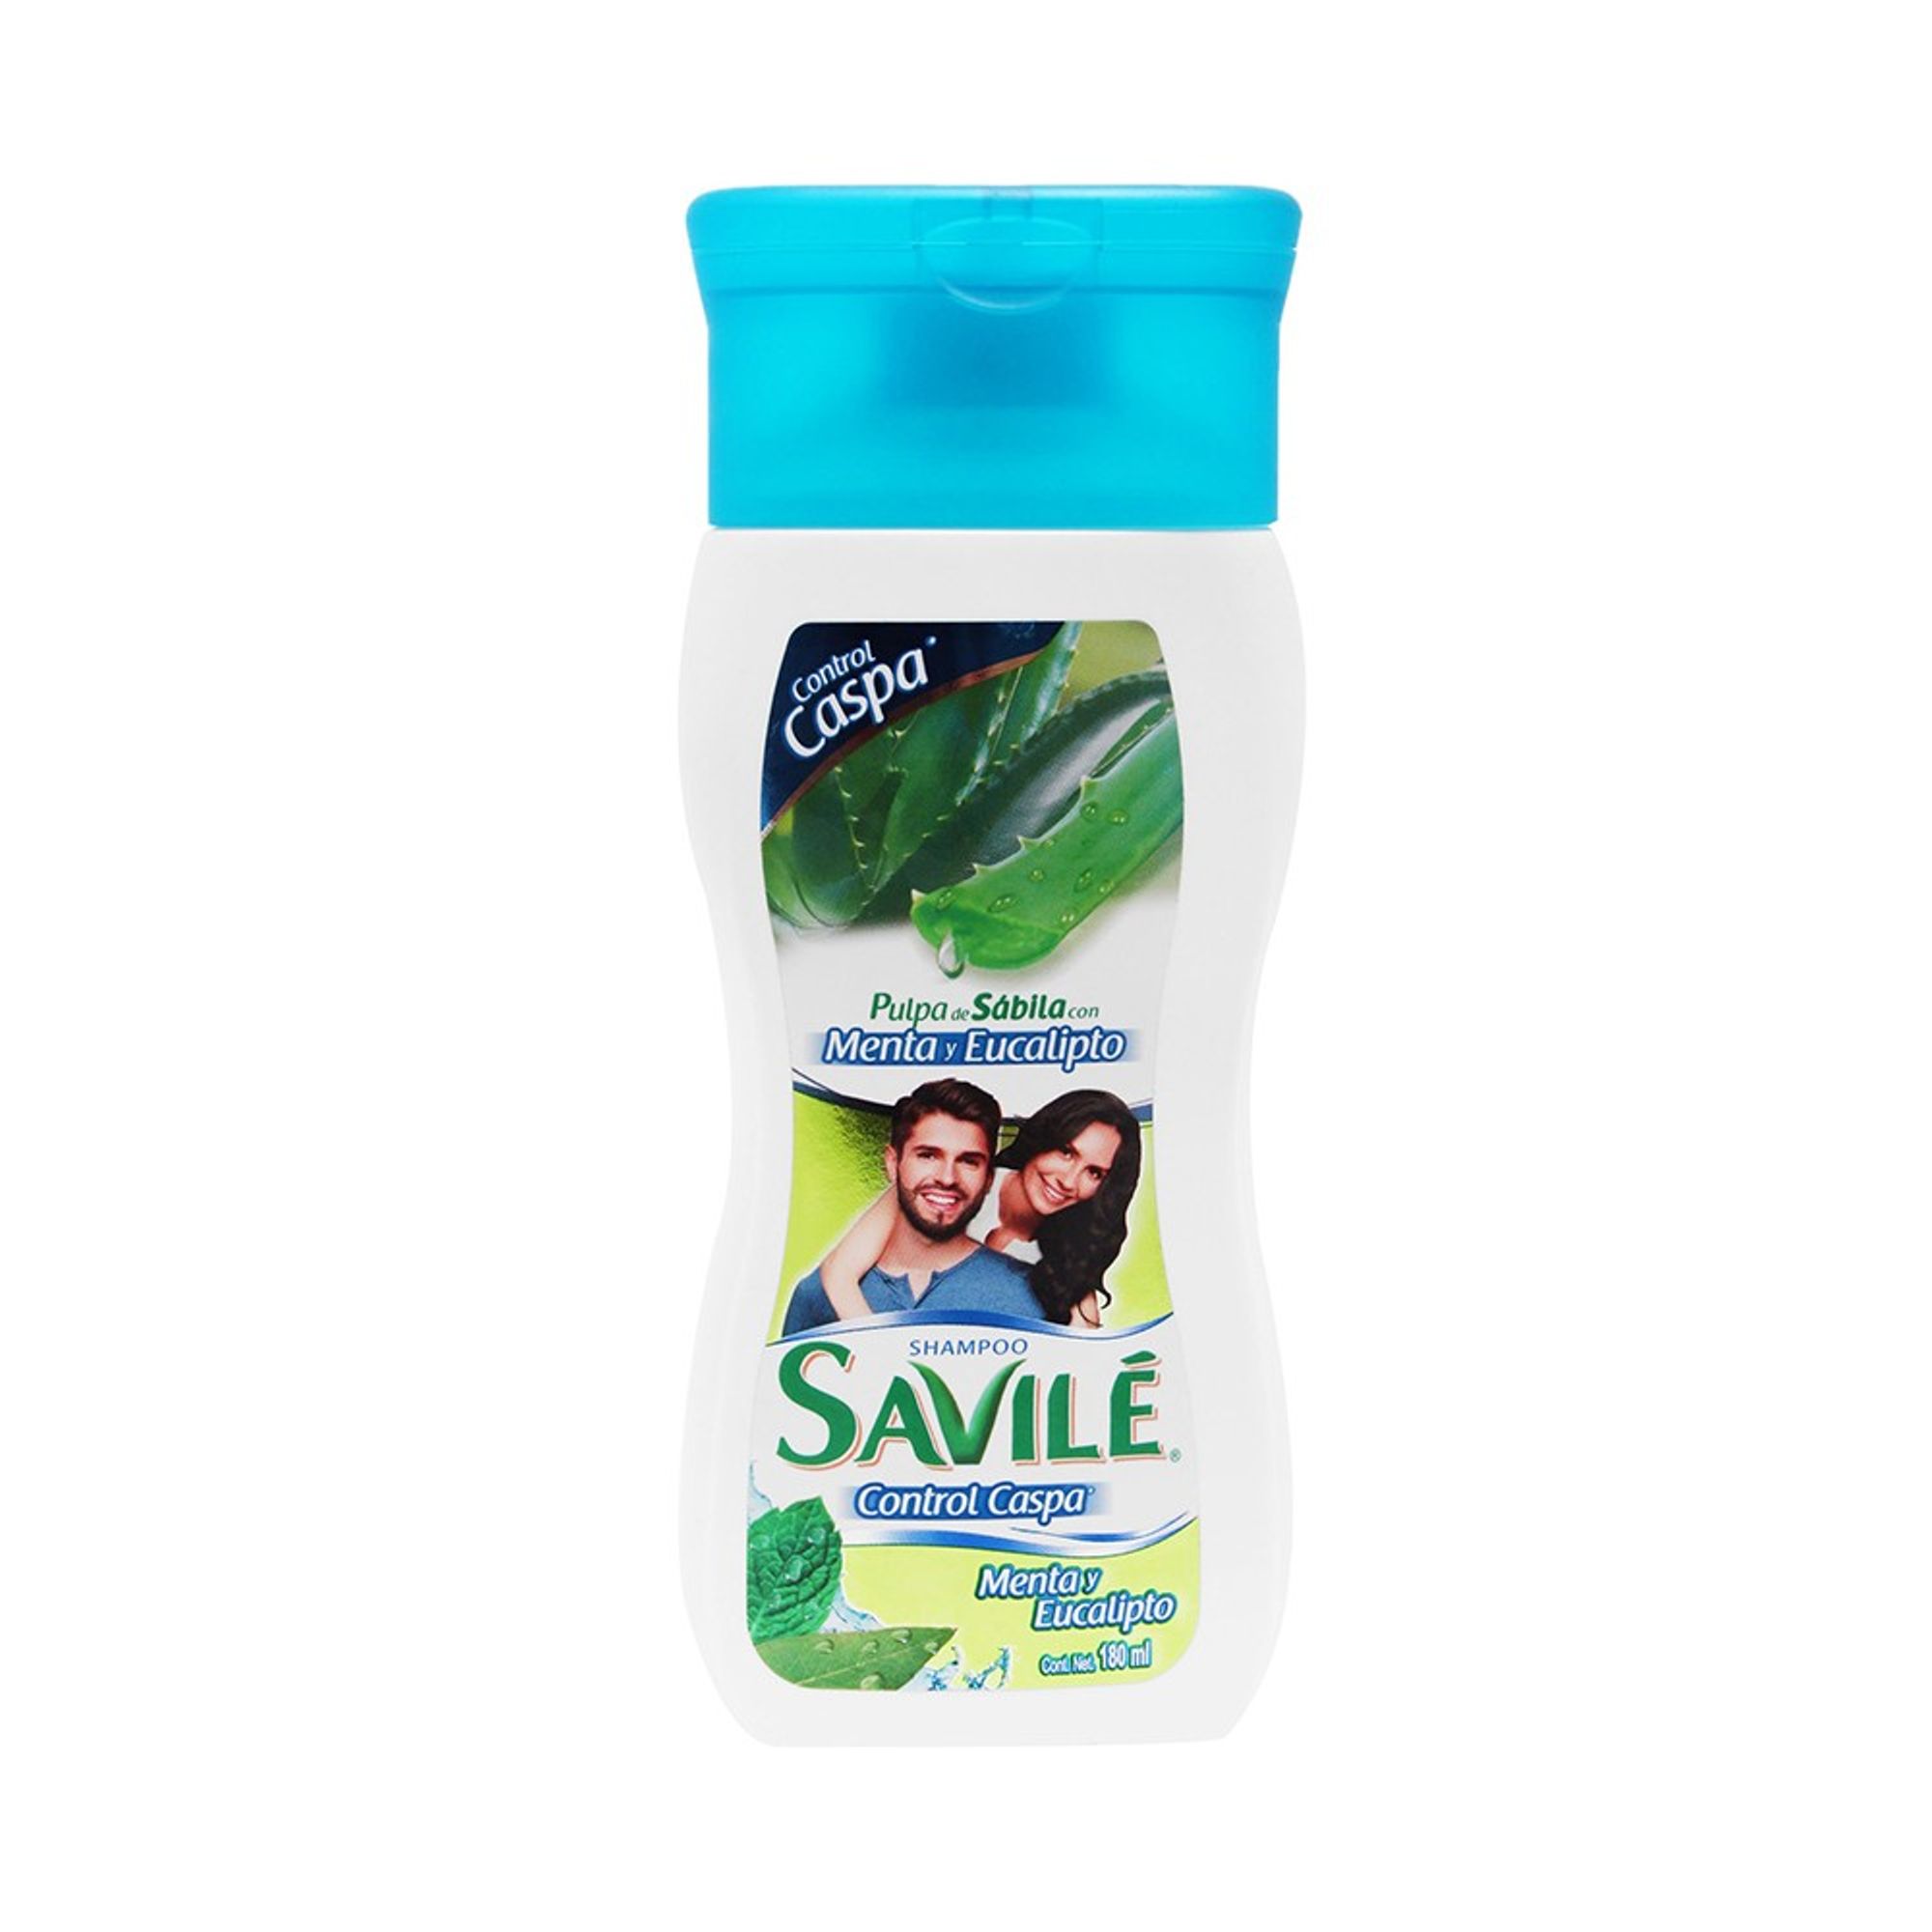 Control
Caspa*
Pulpa de Sábila con
Menta y Eucalipto
SHAMPOO
SAVILÉ®
Control Caspa*
Menta y
Eucalipto
Cont. Net. 180 ml